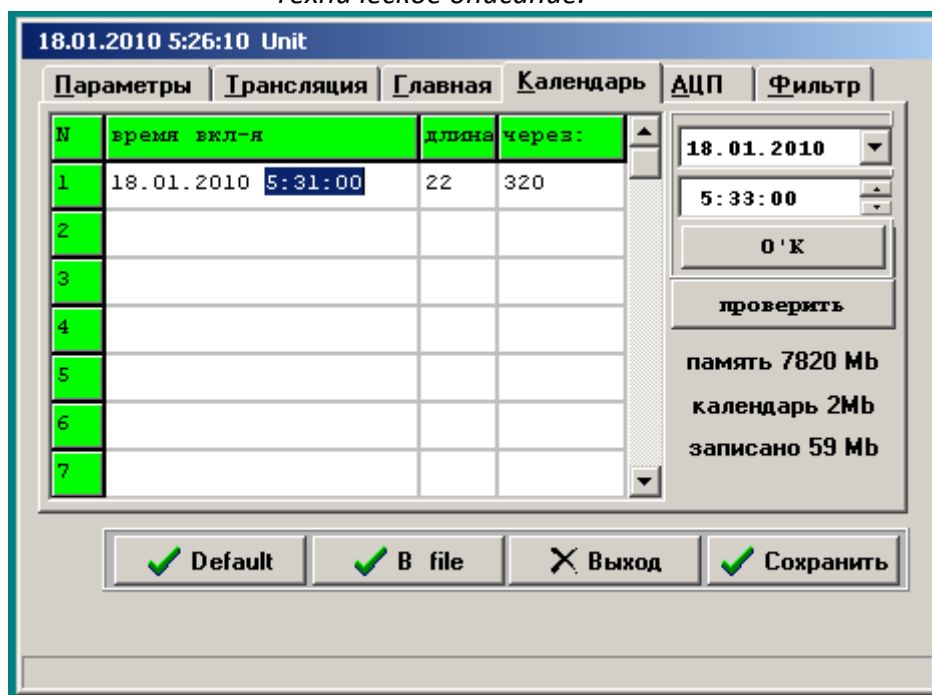 Техническое описание.
18.01.2010 5:26:10 Unit
Параметры Трансляция Главная Календарь АЦП Фильтр
N время вкл-я длина через:
1 18.01.2010 5:31:00 22 320
2
3
4
5
6
7
18.01.2010
5:33:00
О'К
проверить
память 7820 Mb
календарь 2Mb
записано 59 Mb
Default В file Выход Сохранить